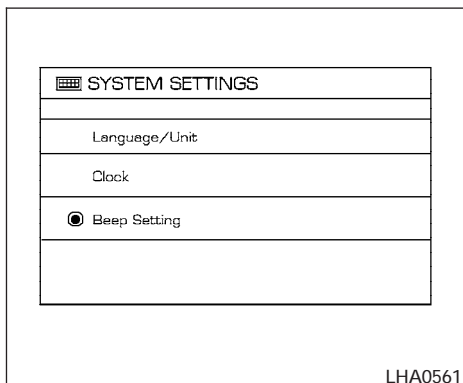 SYSTEM SETTINGS
Language/Unit
Clock
Beep Setting
LHA0561